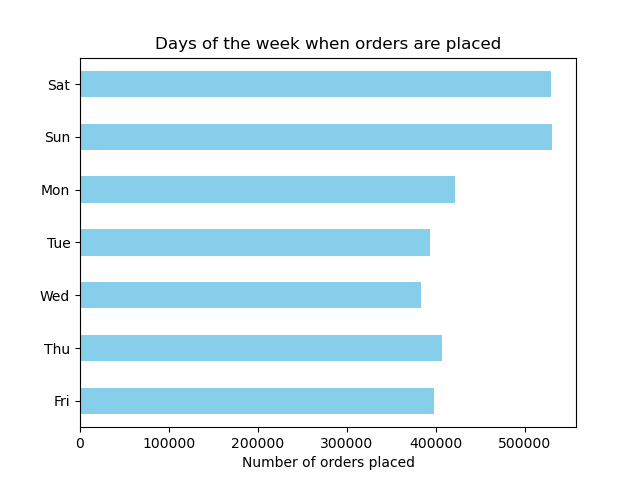 Days of the week when orders are placed
Sat
Sun
Mon
Tue
Wed
Thu
Fri
0 100000 200000 300000 400000 500000
Number of orders placed